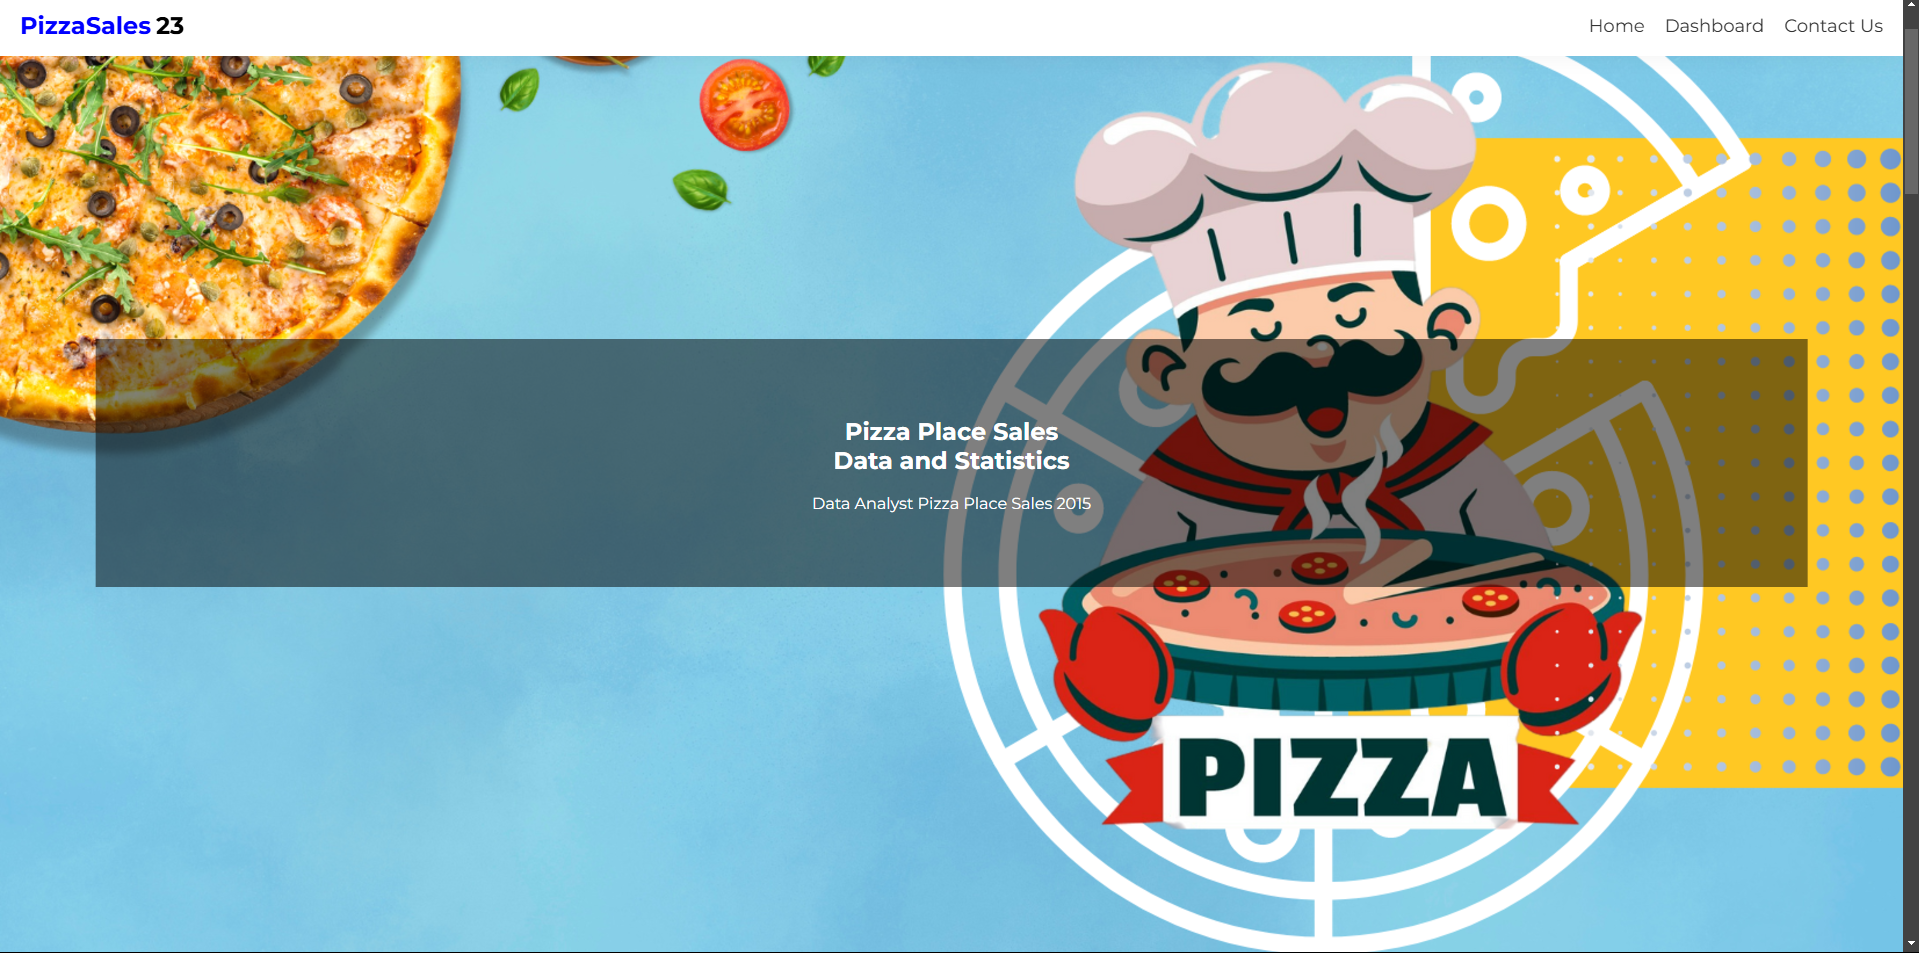 PizzaSales 23
Home Dashboard Contact Us
Pizza Place Sales
Data and Statistics
Data Analyst Pizza Place Sales 2015
PIZZA